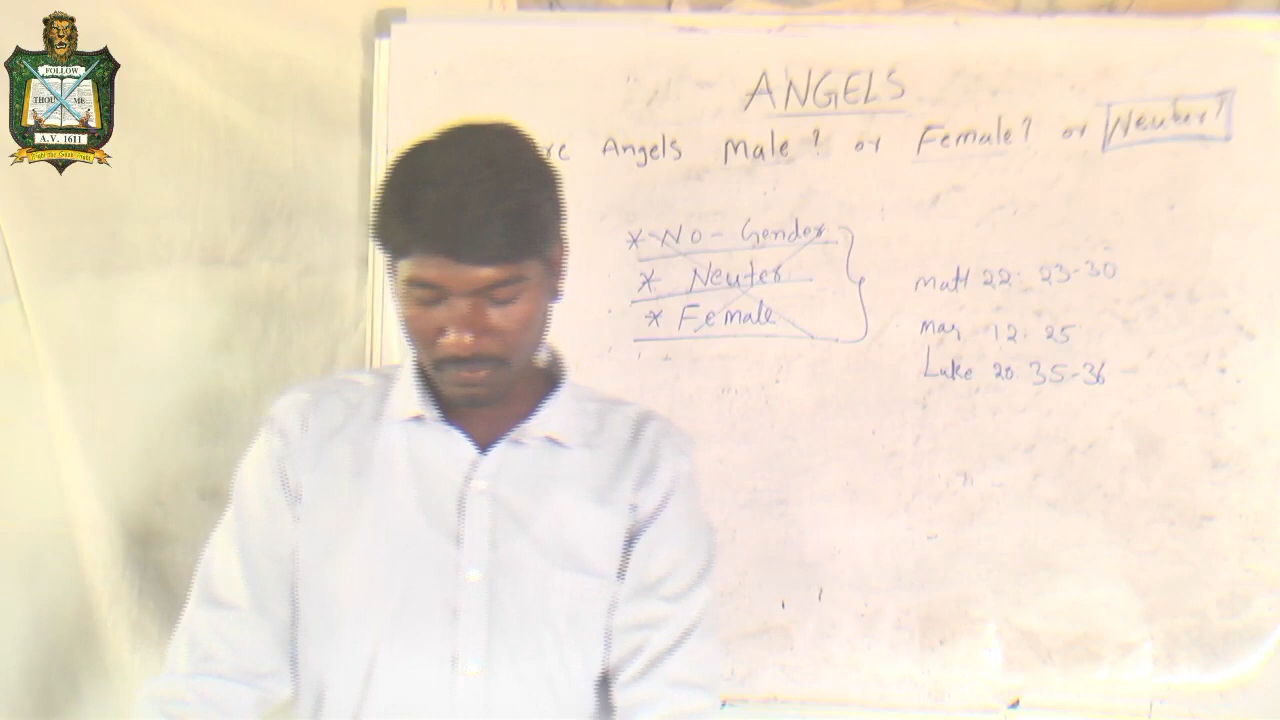 FOLLOW
THOU ME
A.V. 1611
ANGELS
re Angels Male? or Female? or Neuter?
* No - Gender
* Neuter
* Female
Matt 22: 23-30
Mar 12: 25
Luke 20: 35-36